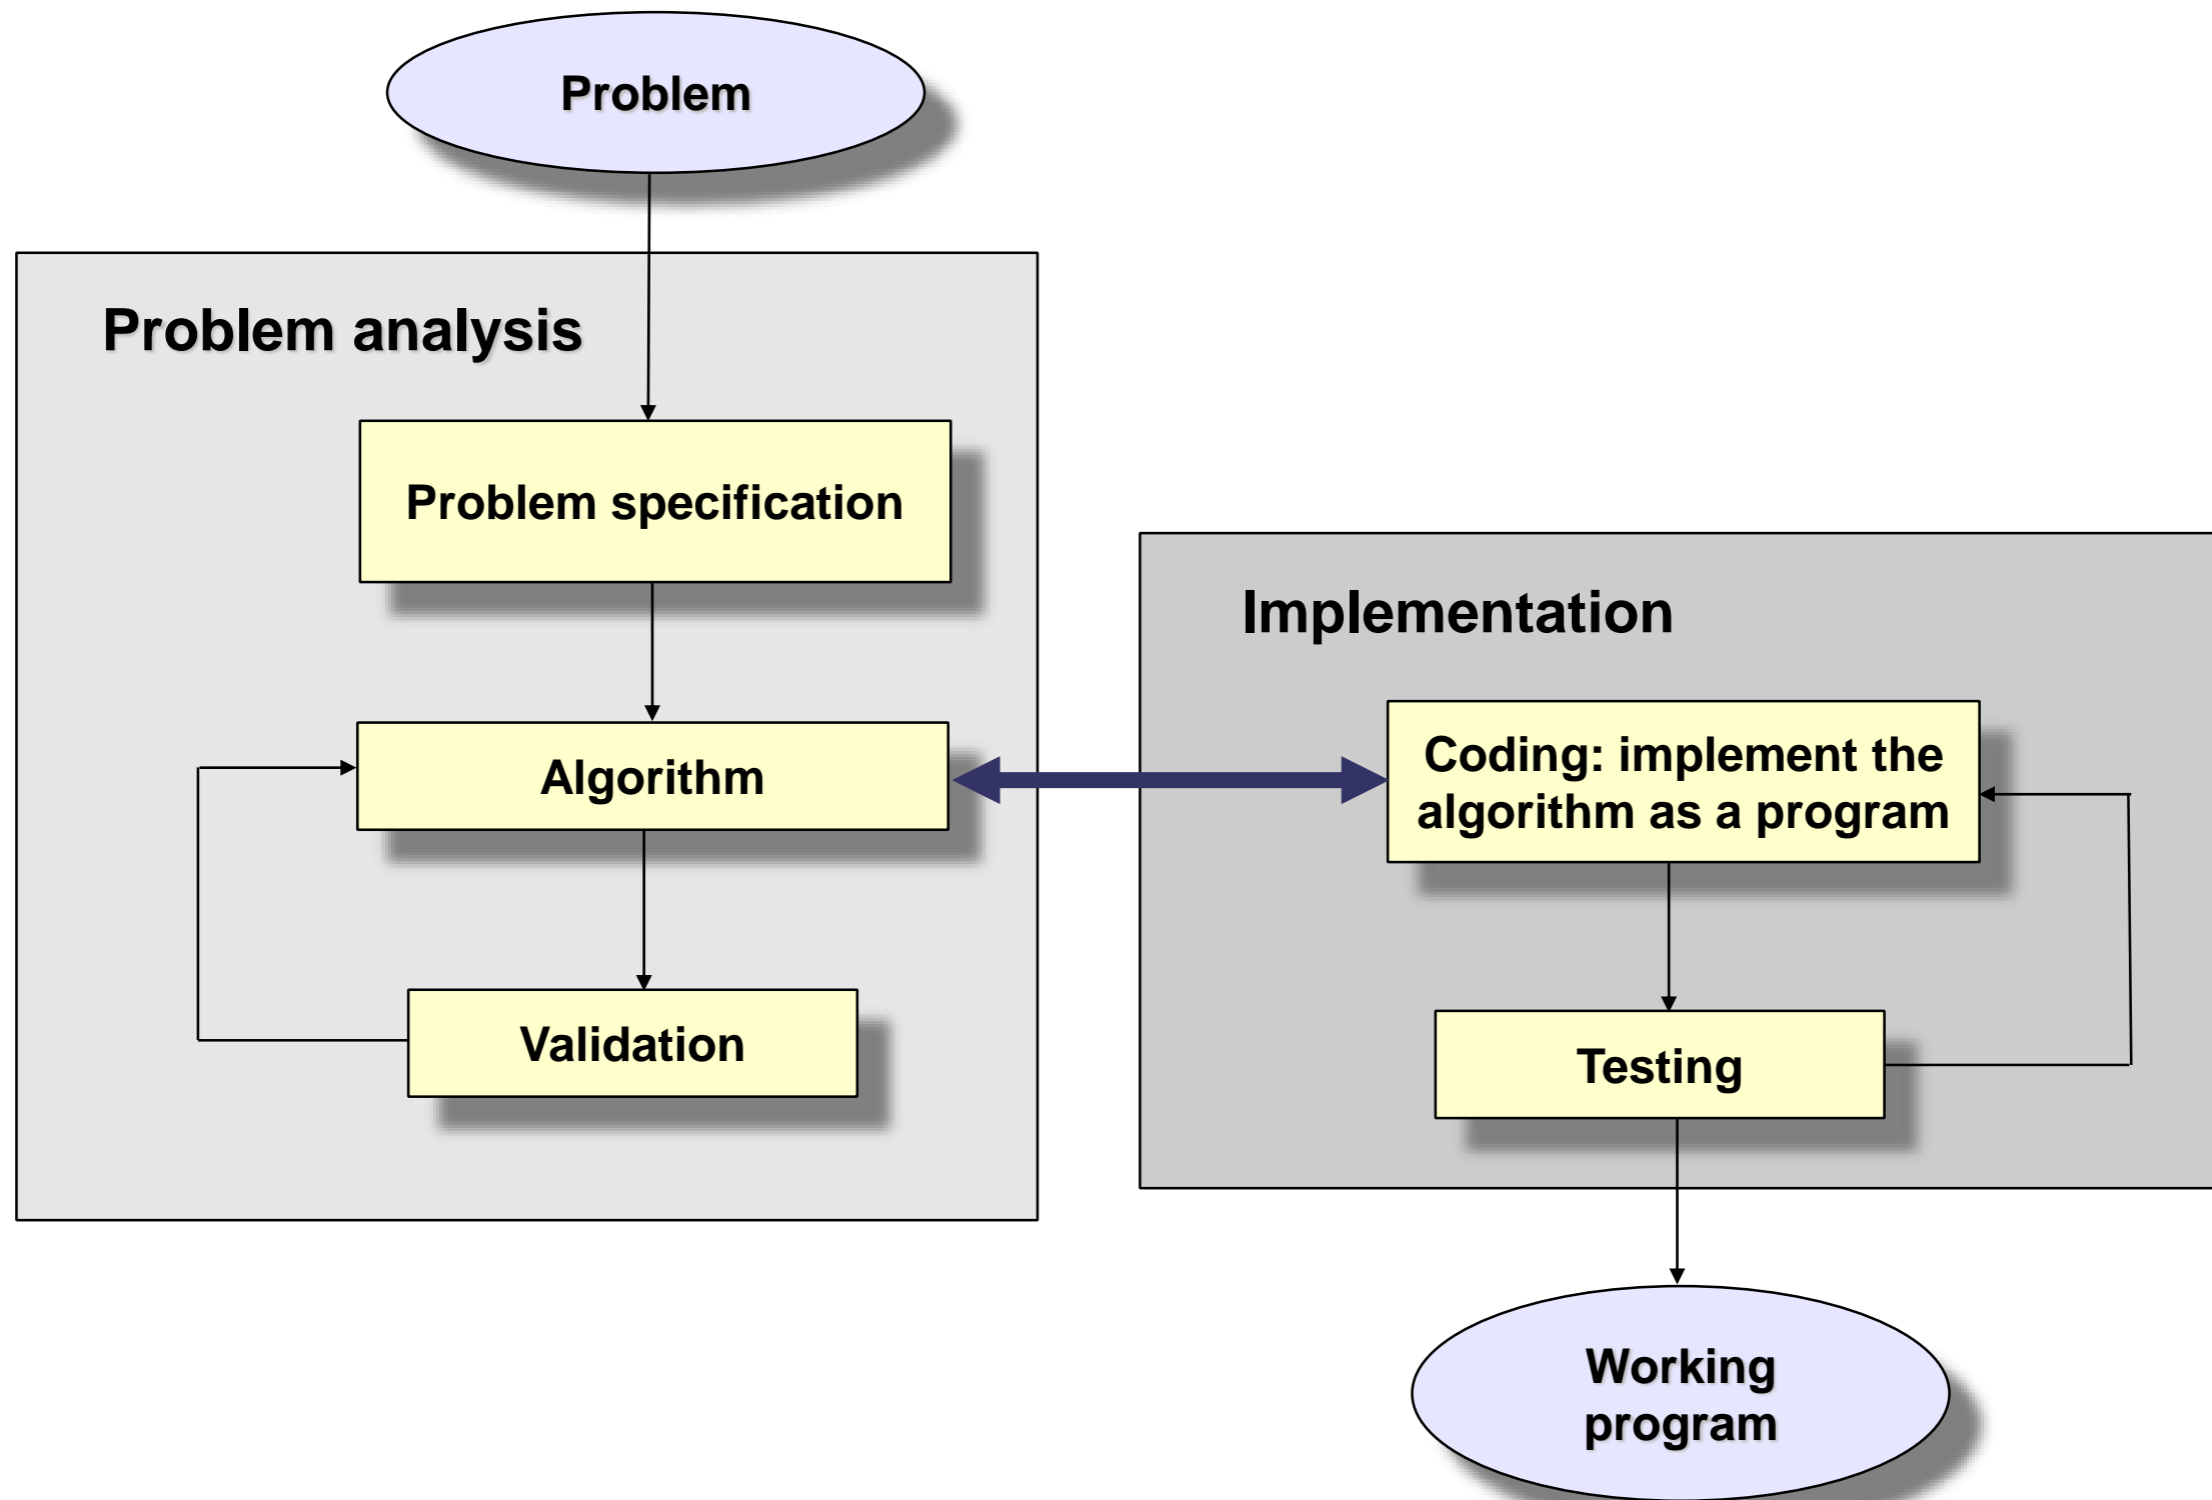 Problem
Problem analysis
Problem specification
Algorithm
Validation
Implementation
Coding: implement the
algorithm as a program
Testing
Working
program